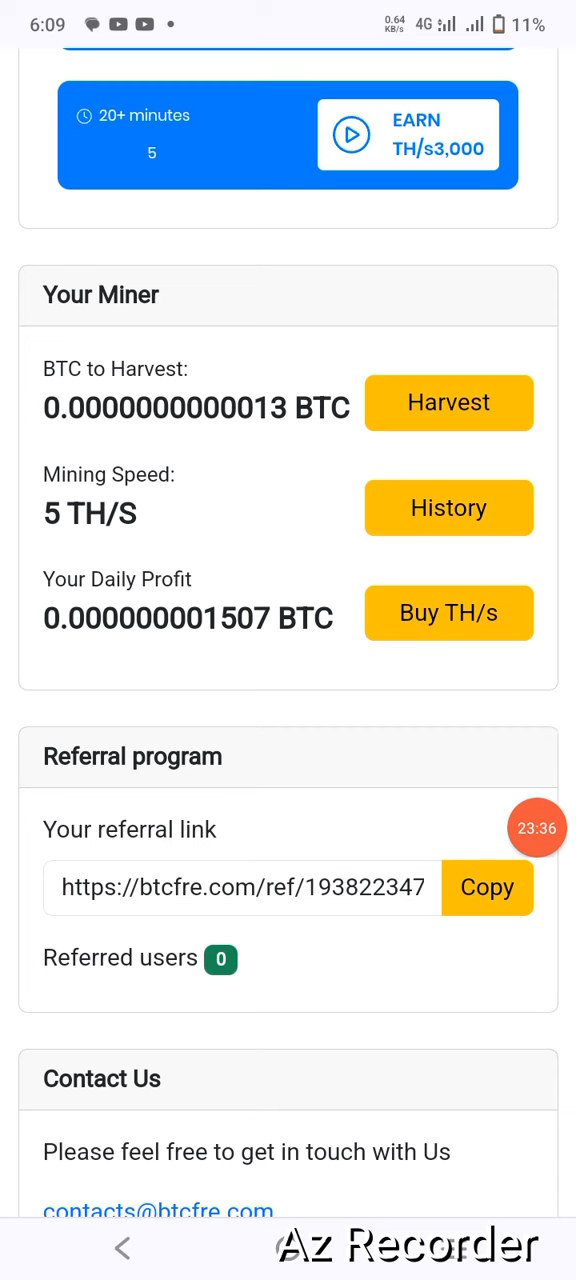 6:09
0.64 KB/s 4G 11%
20+ minutes
5
EARN
TH/s3,000
Your Miner
BTC to Harvest:
0.0000000000013 BTC
Harvest
Mining Speed:
5 TH/S
History
Your Daily Profit
0.000000001507 BTC
Buy TH/s
Referral program
Your referral link
23:36
https://btcfre.com/ref/193822347
Copy
Referred users 0
Contact Us
Please feel free to get in touch with Us
contacts@btcfre.com
Az Recorder